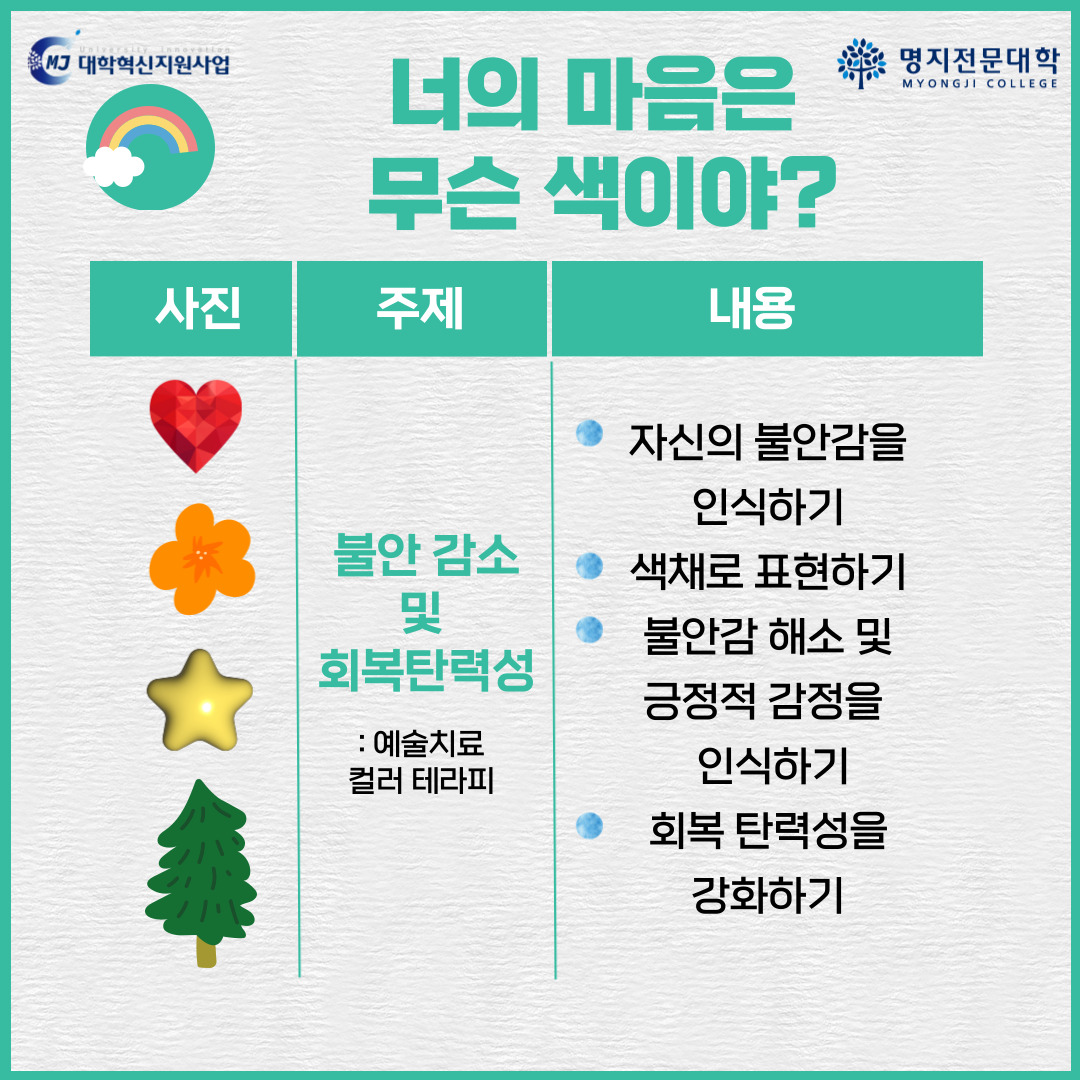 University Innovation
MJ 대학혁신지원사업
명지전문대학
MYONGJI COLLEGE
너의 마음은
무슨 색이야?
사진
주제
내용
불안 감소
및
회복탄력성
: 예술치료
컬러 테라피
자신의 불안감을
인식하기
색채로 표현하기
불안감 해소 및
긍정적 감정을
인식하기
회복 탄력성을
강화하기